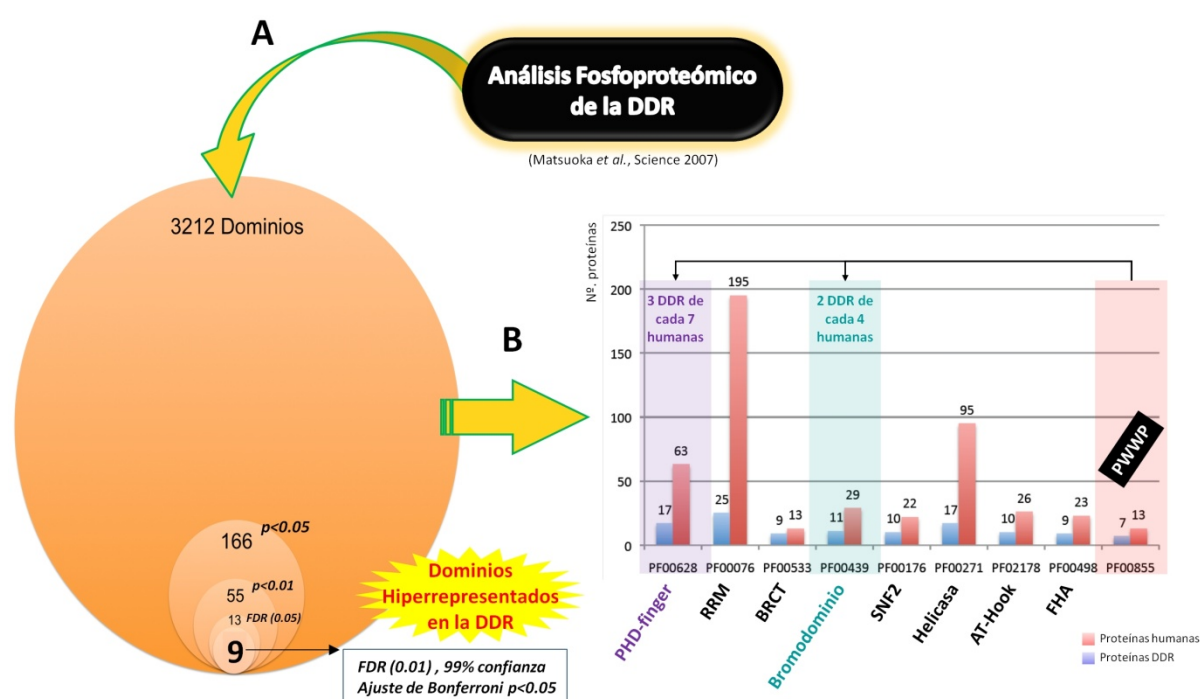 A
Análisis Fosfoproteómico
de la DDR
(Matsuoka et al., Science 2007)
3212 Dominios
166 p<0.05
55 p<0.01
13 FDR (0.05)
9
Dominios
Hiperrepresentados
en la DDR
FDR (0.01) , 99% confianza
Ajuste de Bonferroni p<0.05
B
Nº. proteínas
250
200
150
100
50
0
3 DDR de
cada 7
humanas
2 DDR de
cada 4
humanas
17 63
25 195
9 13
11 29
10 22
17 95
10 26
9 23
7 13
PWWP
PF00628 PF00076 PF00533 PF00439 PF00176 PF00271 PF02178 PF00498 PF00855
PHD-finger
RRM
BRCT
Bromodominio
SNF2
Helicasa
AT-Hook
FHA
Proteínas humanas
Proteínas DDR